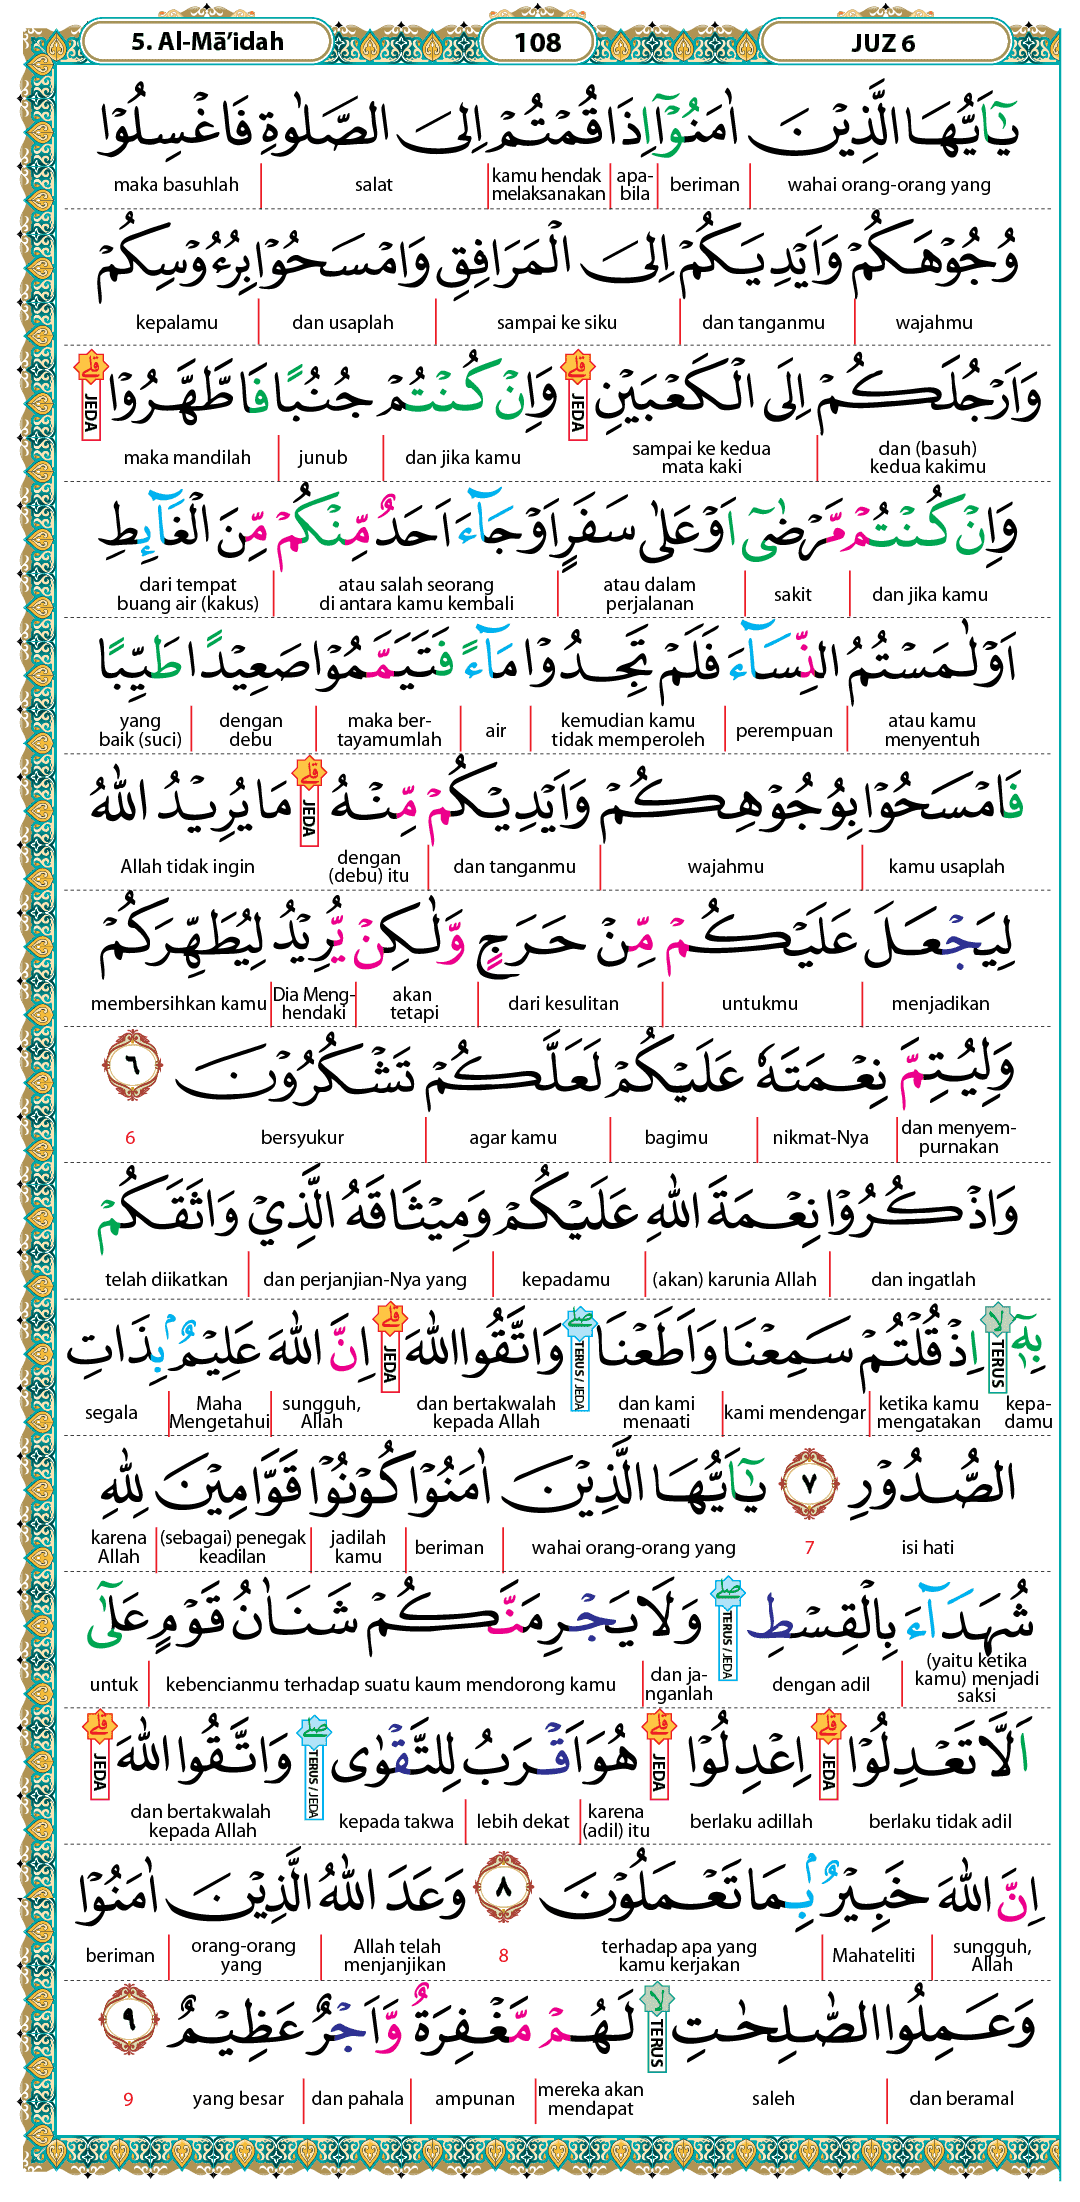 5. Al-Mā’idah 108 JUZ 6
يٰٓاَيُّهَا الَّذِيْنَ اٰمَنُوْٓا اِذَا قُمْتُمْ اِلَى الصَّلٰوةِ فَاغْسِلُوْا
wahai orang-orang yang | beriman | apa-bila | kamu hendak melaksanakan | salat | maka basuhlah
وُجُوْهَكُمْ وَاَيْدِيَكُمْ اِلَى الْمَرَافِقِ وَامْسَحُوْا بِرُءُوْسِكُمْ
wajahmu | dan tanganmu | sampai ke siku | dan usaplah | kepalamu
وَاَرْجُلَكُمْ اِلَى الْكَعْبَيْنِۗ JEDA وَاِنْ كُنْتُمْ جُنُبًا فَاطَّهَّرُوْاۗ JEDA
dan (basuh) kedua kakimu | sampai ke kedua mata kaki | dan jika kamu | junub | maka mandilah
وَاِنْ كُنْتُمْ مَّرْضٰٓى اَوْ عَلٰى سَفَرٍ اَوْ جَاۤءَ اَحَدٌ مِّنْكُمْ مِّنَ الْغَاۤىِٕطِ
dan jika kamu | sakit | atau dalam perjalanan | atau salah seorang di antara kamu kembali | dari tempat buang air (kakus)
اَوْ لٰمَسْتُمُ النِّسَاۤءَ فَلَمْ تَجِدُوْا مَاۤءً فَتَيَمَّمُوْا صَعِيْدًا طَيِّبًا
atau kamu menyentuh | perempuan | kemudian kamu tidak memperoleh | air | maka ber-tayamumlah | dengan debu | yang baik (suci)
فَامْسَحُوْا بِوُجُوْهِكُمْ وَاَيْدِيْكُمْ مِّنْهُۗ JEDA مَا يُرِيْدُ اللّٰهُ
kamu usaplah | wajahmu | dan tanganmu | dengan (debu) itu Allah tidak ingin
لِيَجْعَلَ عَلَيْكُمْ مِّنْ حَرَجٍ وَّلٰكِنْ يُّرِيْدُ لِيُطَهِّرَكُمْ
menjadikan | untukmu | dari kesulitan | akan tetapi | Dia Meng-hendaki | membersihkan kamu
وَلِيُتِمَّ نِعْمَتَهٗ عَلَيْكُمْ لَعَلَّكُمْ تَشْكُرُوْنَ ٦
dan menyem-purnakan | nikmat-Nya | bagimu | agar kamu | bersyukur 6
وَاذْكُرُوْا نِعْمَةَ اللّٰهِ عَلَيْكُمْ وَمِيْثَاقَهُ الَّذِيْ وَاثَقَكُمْ
dan ingatlah | (akan) karunia Allah | kepadamu | dan perjanjian-Nya yang | telah diikatkan
بِهٖٓۙ TERUS اِذْ قُلْتُمْ سَمِعْنَا وَاَطَعْنَاۖ TERUS / JEDA وَاتَّقُوا اللّٰهَۗ JEDA اِنَّ اللّٰهَ عَلِيْمٌۢ بِذَاتِ
kepa-damu ketika kamu mengatakan | kami mendengar | dan kami menaati dan bertakwalah kepada Allah sungguh, Allah | Maha Mengetahui | segala
الصُّدُوْرِ ٧ يٰٓاَيُّهَا الَّذِيْنَ اٰمَنُوْا كُوْنُوْا قَوَّامِيْنَ لِلّٰهِ
isi hati 7 wahai orang-orang yang | beriman | jadilah kamu | (sebagai) penegak keadilan | karena Allah
شُهَدَاۤءَ بِالْقِسْطِۖ TERUS / JEDA وَلَا يَجْرِمَنَّكُمْ شَنَاٰنُ قَوْمٍ عَلٰٓى
(yaitu ketika kamu) menjadi saksi | dengan adil dan ja-nganlah | kebencianmu terhadap suatu kaum mendorong kamu | untuk
اَلَّا تَعْدِلُوْاۗ JEDA اِعْدِلُوْاۗ JEDA هُوَ اَقْرَبُ لِلتَّقْوٰىۖ TERUS / JEDA وَاتَّقُوا اللّٰهَۗ JEDA
berlaku tidak adil berlaku adillah karena (adil) itu | lebih dekat | kepada takwa dan bertakwalah kepada Allah
اِنَّ اللّٰهَ خَبِيْرٌۢ بِمَا تَعْمَلُوْنَ ٨ وَعَدَ اللّٰهُ الَّذِيْنَ اٰمَنُوْا
sungguh, Allah | Mahateliti | terhadap apa yang kamu kerjakan 8 Allah telah menjanjikan | orang-orang yang | beriman
وَعَمِلُوا الصّٰلِحٰتِۙ TERUS لَهُمْ مَّغْفِرَةٌ وَّاَجْرٌ عَظِيْمٌ ٩
dan beramal | saleh mereka akan mendapat | ampunan | dan pahala | yang besar 9